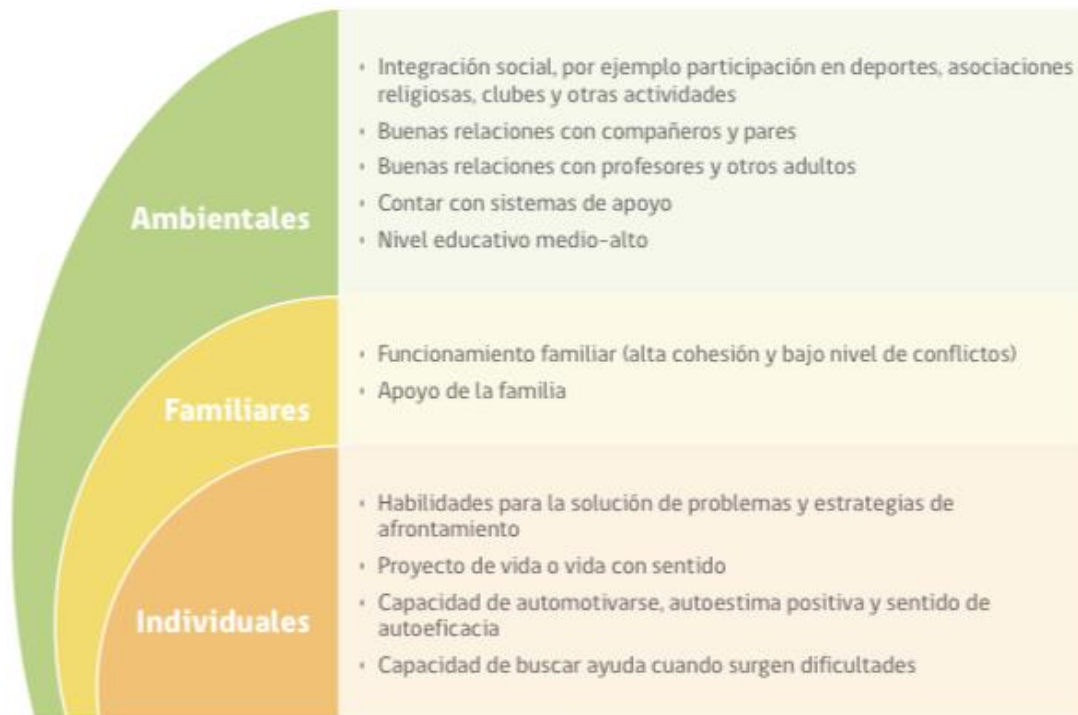 Ambientales
• Integración social, por ejemplo participación en deportes, asociaciones
religiosas, clubes y otras actividades
• Buenas relaciones con compañeros y pares
• Buenas relaciones con profesores y otros adultos
• Contar con sistemas de apoyo
• Nivel educativo medio-alto
Familiares
• Funcionamiento familiar (alta cohesión y bajo nivel de conflictos)
• Apoyo de la familia
Individuales
• Habilidades para la solución de problemas y estrategias de
afrontamiento
• Proyecto de vida o vida con sentido
• Capacidad de automotivarse, autoestima positiva y sentido de
autoeficacia
• Capacidad de buscar ayuda cuando surgen dificultades